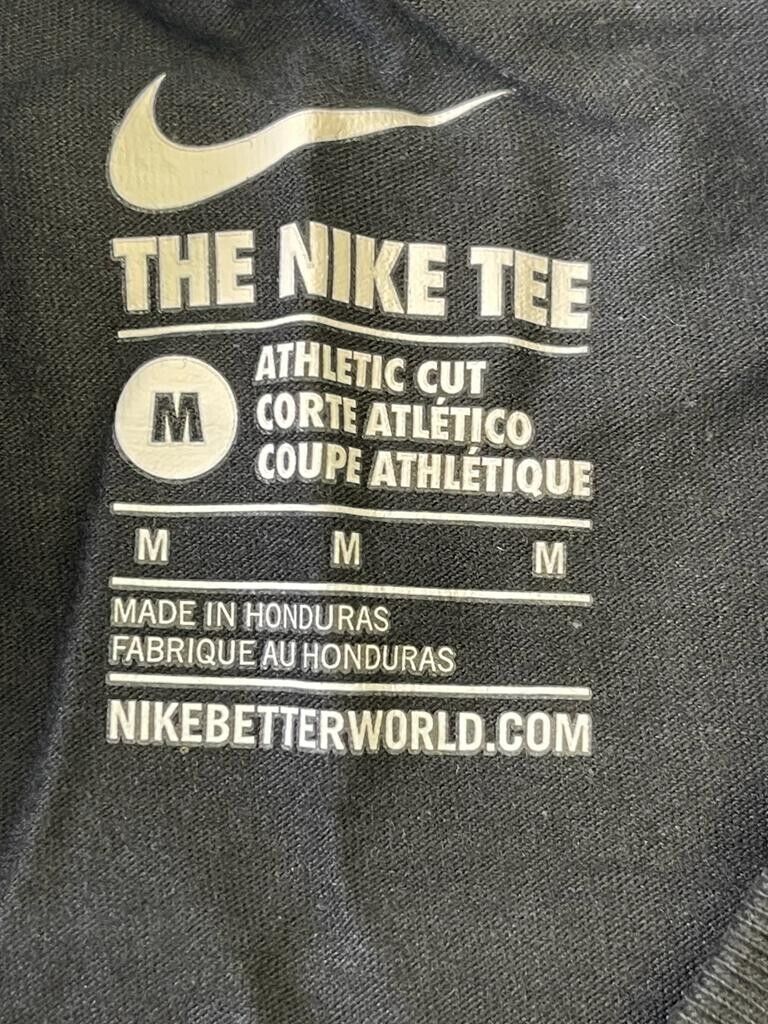 THE NIKE TEE
M
ATHLETIC CUT
CORTE ATLÉTICO
COUPE ATHLÉTIQUE
M M M
MADE IN HONDURAS
FABRIQUE AU HONDURAS
NIKEBETTERWORLD.COM